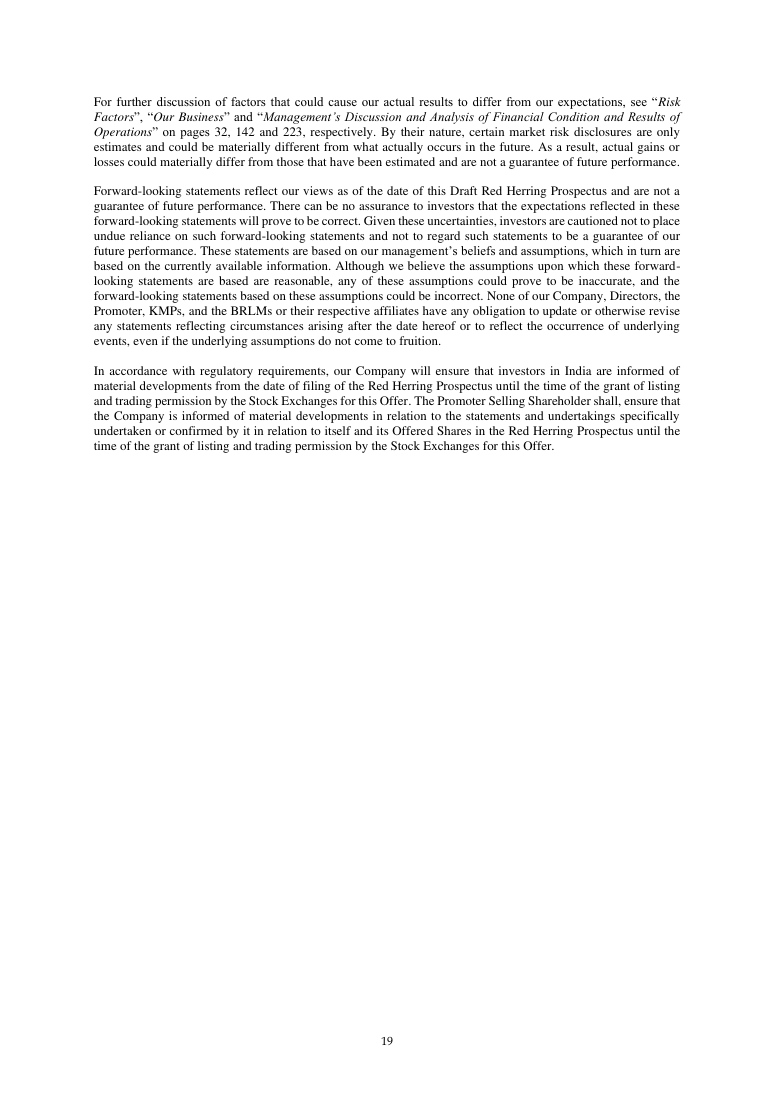 For further discussion of factors that could cause our actual results to differ from our expectations, see “Risk
Factors”, “Our Business” and “Management’s Discussion and Analysis of Financial Condition and Results of
Operations” on pages 32, 142 and 223, respectively. By their nature, certain market risk disclosures are only
estimates and could be materially different from what actually occurs in the future. As a result, actual gains or
losses could materially differ from those that have been estimated and are not a guarantee of future performance.
Forward-looking statements reflect our views as of the date of this Draft Red Herring Prospectus and are not a
guarantee of future performance. There can be no assurance to investors that the expectations reflected in these
forward-looking statements will prove to be correct. Given these uncertainties, investors are cautioned not to place
undue reliance on such forward-looking statements and not to regard such statements to be a guarantee of our
future performance. These statements are based on our management’s beliefs and assumptions, which in turn are
based on the currently available information. Although we believe the assumptions upon which these forward-
looking statements are based are reasonable, any of these assumptions could prove to be inaccurate, and the
forward-looking statements based on these assumptions could be incorrect. None of our Company, Directors, the
Promoter, KMPs, and the BRLMs or their respective affiliates have any obligation to update or otherwise revise
any statements reflecting circumstances arising after the date hereof or to reflect the occurrence of underlying
events, even if the underlying assumptions do not come to fruition.
In accordance with regulatory requirements, our Company will ensure that investors in India are informed of
material developments from the date of filing of the Red Herring Prospectus until the time of the grant of listing
and trading permission by the Stock Exchanges for this Offer. The Promoter Selling Shareholder shall, ensure that
the Company is informed of material developments in relation to the statements and undertakings specifically
undertaken or confirmed by it in relation to itself and its Offered Shares in the Red Herring Prospectus until the
time of the grant of listing and trading permission by the Stock Exchanges for this Offer.
19